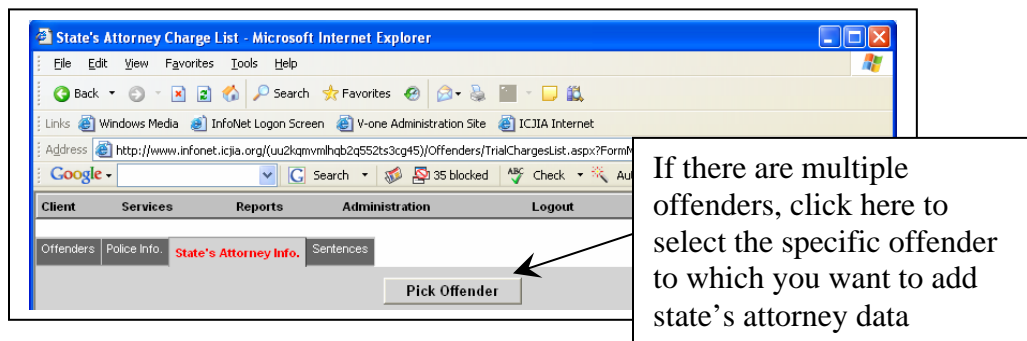 State's Attorney Charge List - Microsoft Internet Explorer
File Edit View Favorites Tools Help
Back Search Favorites
Links Windows Media InfoNet Logon Screen V-one Administration Site ICJIA Internet
Address http://www.infonet.icjia.org/(uu2kqmvmlhqb2q552ts3cg45)/Offenders/TrialChargesList.aspx?FormM
Google Search 35 blocked ABC Check Au
Client Services Reports Administration Logout
Offenders Police Info. State's Attorney Info. Sentences
Pick Offender
If there are multiple
offenders, click here to
select the specific offender
to which you want to add
state’s attorney data